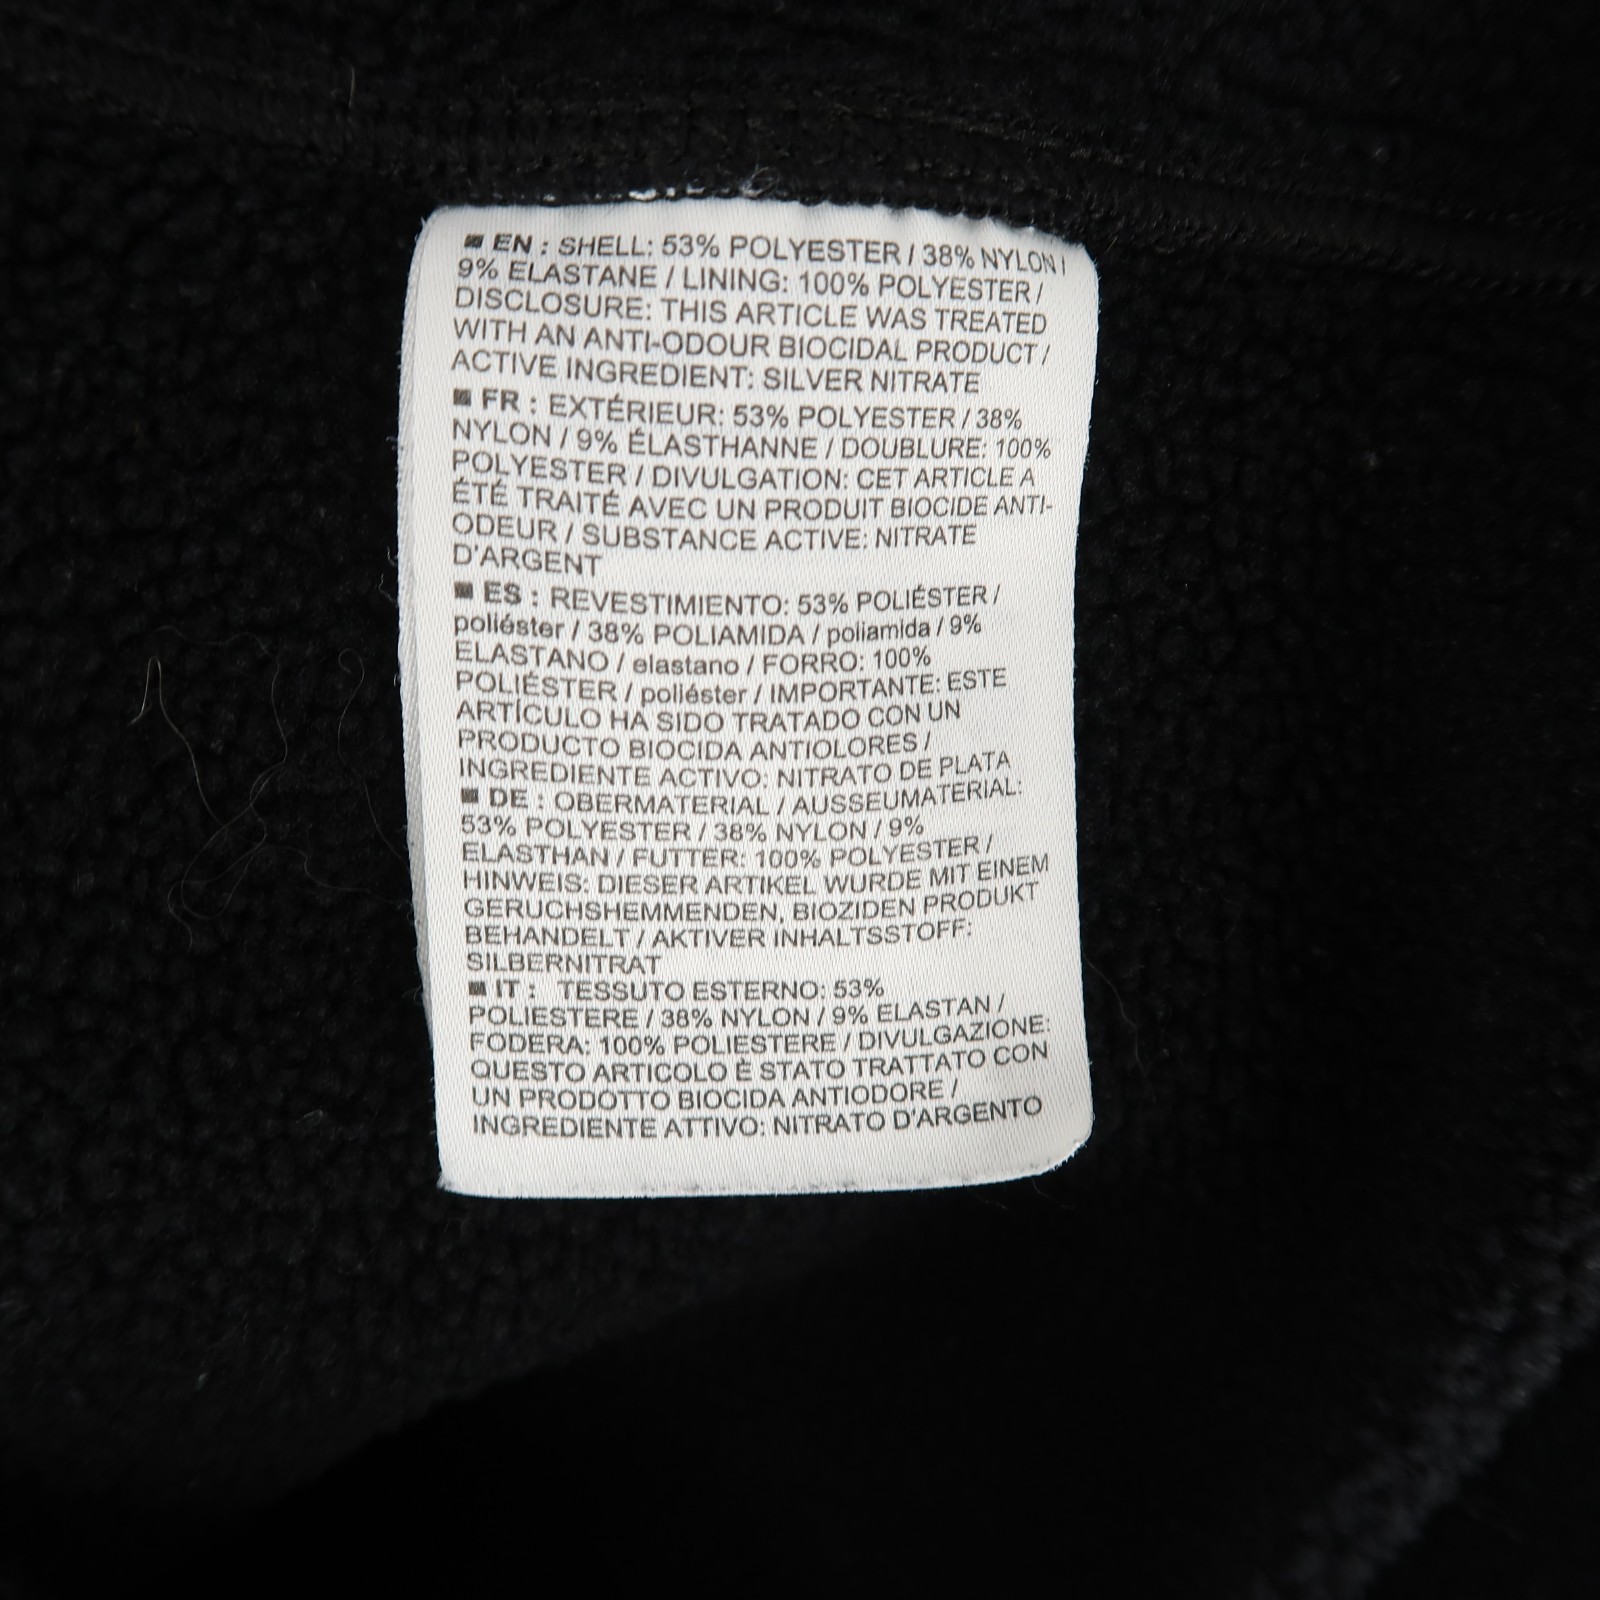 EN : SHELL: 53% POLYESTER / 38% NYLON /
9% ELASTANE / LINING: 100% POLYESTER /
DISCLOSURE: THIS ARTICLE WAS TREATED
WITH AN ANTI-ODOUR BIOCIDAL PRODUCT /
ACTIVE INGREDIENT: SILVER NITRATE
FR : EXTÉRIEUR: 53% POLYESTER / 38%
NYLON / 9% ÉLASTHANNE / DOUBLURE: 100%
POLYESTER / DIVULGATION: CET ARTICLE A
ÉTÉ TRAITÉ AVEC UN PRODUIT BIOCIDE ANTI-
ODEUR / SUBSTANCE ACTIVE: NITRATE
D'ARGENT
ES : REVESTIMIENTO: 53% POLIÉSTER /
poliéster / 38% POLIAMIDA / poliamida / 9%
ELASTANO / elastano / FORRO: 100%
POLIÉSTER / poliéster / IMPORTANTE: ESTE
ARTÍCULO HA SIDO TRATADO CON UN
PRODUCTO BIOCIDA ANTIOLORES /
INGREDIENTE ACTIVO: NITRATO DE PLATA
DE : OBERMATERIAL / AUSSEUMATERIAL:
53% POLYESTER / 38% NYLON / 9%
ELASTHAN / FUTTER: 100% POLYESTER /
HINWEIS: DIESER ARTIKEL WURDE MIT EINEM
GERUCHSHEMMENDEN, BIOZIDEN PRODUKT
BEHANDELT / AKTIVER INHALTSSTOFF:
SILBERNITRAT
IT : TESSUTO ESTERNO: 53%
POLIESTERE / 38% NYLON / 9% ELASTAN /
FODERA: 100% POLIESTERE / DIVULGAZIONE:
QUESTO ARTICOLO È STATO TRATTATO CON
UN PRODOTTO BIOCIDA ANTIODORE /
INGREDIENTE ATTIVO: NITRATO D'ARGENTO